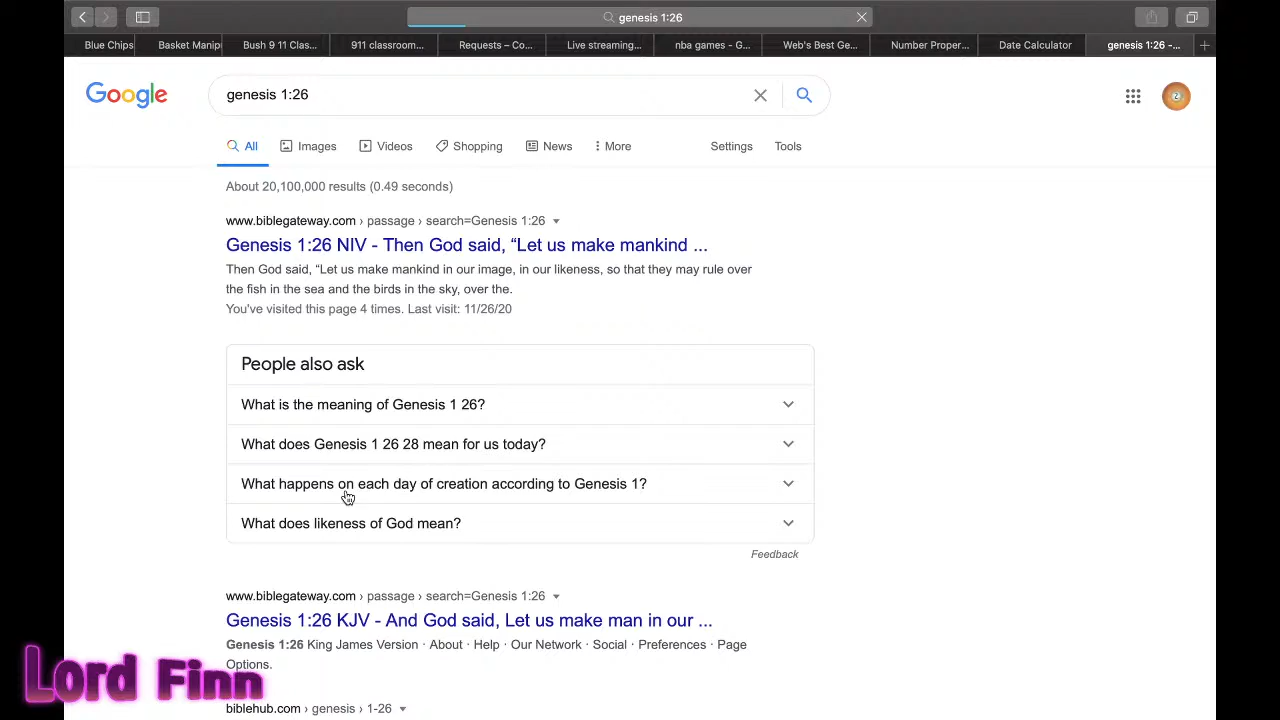 genesis 1:26
Blue Chips
Basket Manip
Bush 9 11 Clas...
911 classroom...
Requests – Co...
Live streaming...
nba games - G...
Web's Best Ge...
Number Proper...
Date Calculator
genesis 1:26 -...
Google
genesis 1:26
All
Images
Videos
Shopping
News
More
Settings
Tools
About 20,100,000 results (0.49 seconds)
www.biblegateway.com › passage › search=Genesis 1:26
Genesis 1:26 NIV - Then God said, “Let us make mankind ...
Then God said, “Let us make mankind in our image, in our likeness, so that they may rule over
the fish in the sea and the birds in the sky, over the.
You've visited this page 4 times. Last visit: 11/26/20
People also ask
What is the meaning of Genesis 1 26?
What does Genesis 1 26 28 mean for us today?
What happens on each day of creation according to Genesis 1?
What does likeness of God mean?
Feedback
www.biblegateway.com › passage › search=Genesis 1:26
Genesis 1:26 KJV - And God said, Let us make man in our ...
Genesis 1:26 King James Version · About · Help · Our Network · Social · Preferences · Page
Options.
Lord Finn
biblehub.com › genesis › 1-26